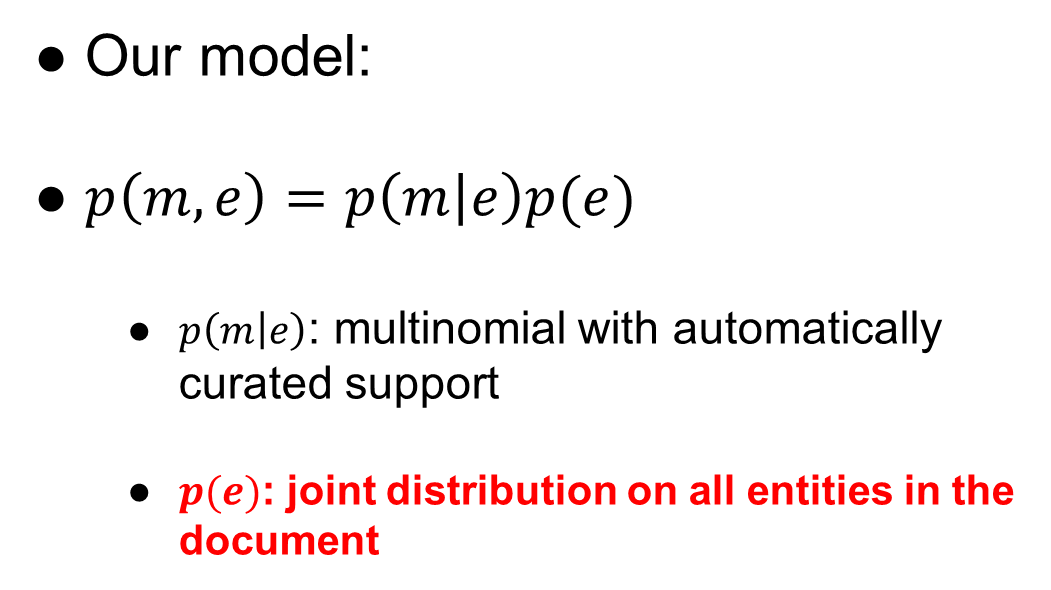 ● Our model:
● p(m, e) = p(m|e)p(e)
● p(m|e): multinomial with automatically
curated support
● p(e): joint distribution on all entities in the
document